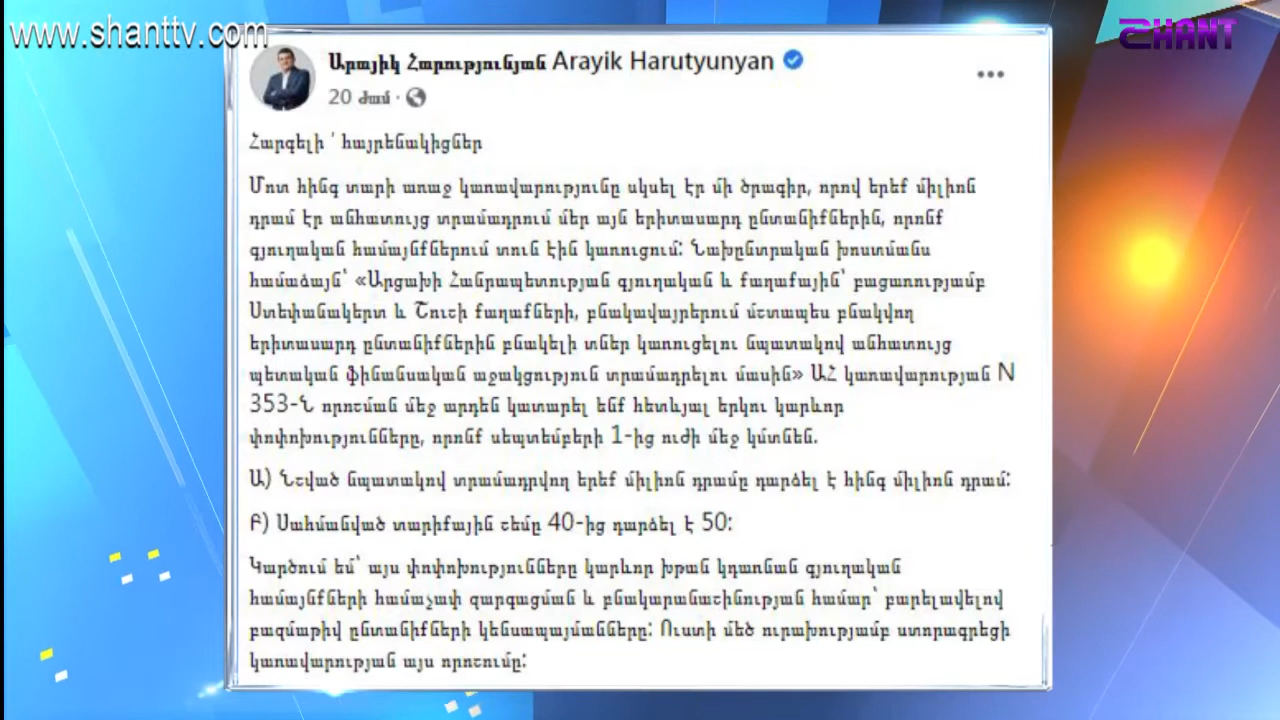 www.shanttv.com
SHANT
Արայիկ Հարությունյան Arayik Harutyunyan
20 ժամ ·
Հարգելի ՛ հայրենակիցներ
Մոտ հինգ տարի առաջ կառավարությունը սկսել էր մի ծրագիր, որով երեք միլիոն
դրամ էր անհատույց տրամադրում մեր այն երիտասարդ ընտանիքներին, որոնք
գյուղական համայնքներում տուն էին կառուցում: Նախընտրական խոստմանս
համաձայն՝ «Արցախի Հանրապետության գյուղական և քաղաքային՝ բացառությամբ
Ստեփանակերտ և Շուշի քաղաքների, բնակավայրերում մշտապես բնակվող
երիտասարդ ընտանիքներին բնակելի տներ կառուցելու նպատակով անհատույց
պետական ֆինանսական աջակցություն տրամադրելու մասին» ԱՀ կառավարության N
353-Ն որոշման մեջ արդեն կատարել ենք հետևյալ երկու կարևոր
փոփոխությունները, որոնք սեպտեմբերի 1-ից ուժի մեջ կմտնեն.
Ա) Նշված նպատակով տրամադրվող երեք միլիոն դրամը դարձել է հինգ միլիոն դրամ:
Բ) Սահմանված տարիքային շեմը 40-ից դարձել է 50:
Կարծում եմ՝ այս փոփոխությունները կարևոր խթան կդառնան գյուղական
համայնքների համաչափ զարգացման և բնակարանաշինության համար՝ բարելավելով
բազմաթիվ ընտանիքների կենսապայմանները: Ուստի մեծ ուրախությամբ ստորագրեցի
կառավարության այս որոշումը: